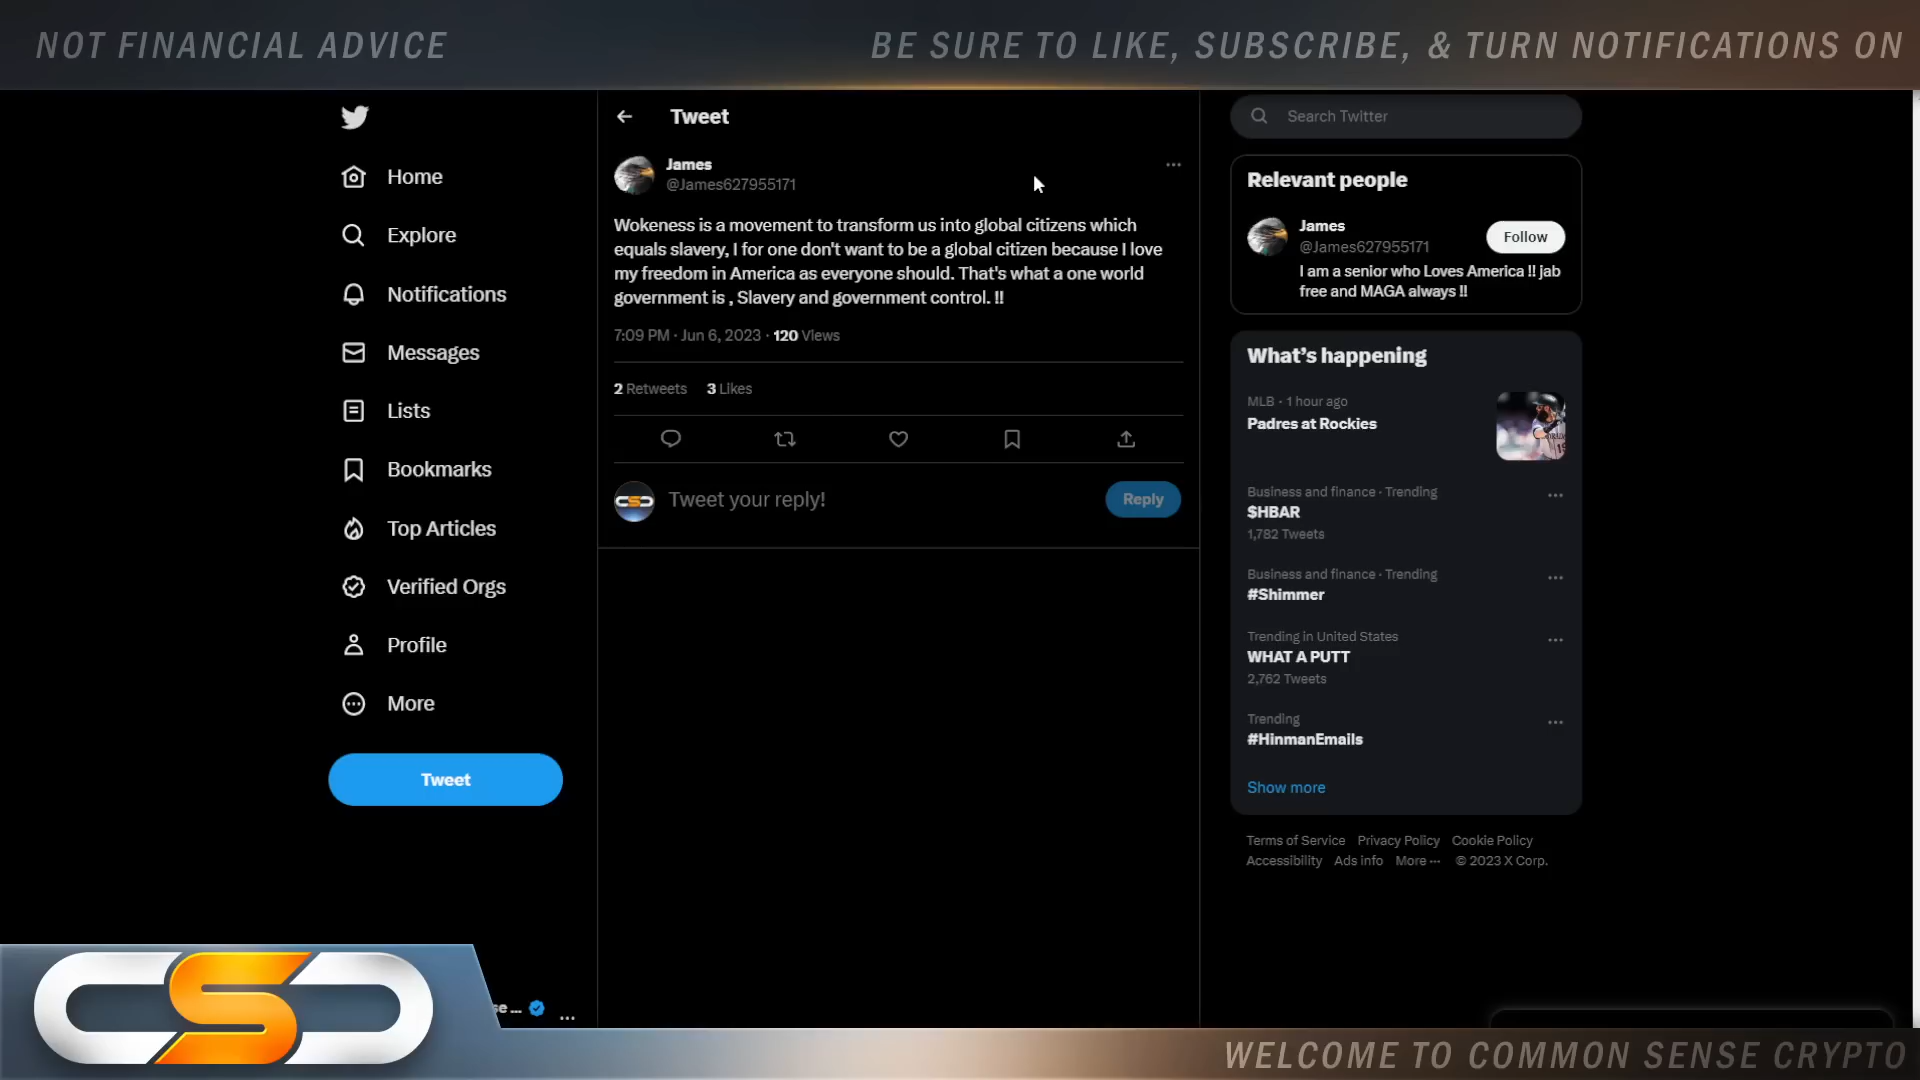 NOT FINANCIAL ADVICE
BE SURE TO LIKE, SUBSCRIBE, & TURN NOTIFICATIONS ON
Home
Explore
Notifications
Messages
Lists
Bookmarks
Top Articles
Verified Orgs
Profile
More
Tweet
se ...
Tweet
James
@James627955171
Wokeness is a movement to transform us into global citizens which
equals slavery, I for one don't want to be a global citizen because I love
my freedom in America as everyone should. That's what a one world
government is , Slavery and government control. !!
7:09 PM · Jun 6, 2023 · 120 Views
2 Retweets 3 Likes
CSC
Tweet your reply!
Reply
Search Twitter
Relevant people
James
@James627955171
Follow
I am a senior who Loves America !! jab
free and MAGA always !!
What's happening
MLB · 1 hour ago
Padres at Rockies
Business and finance · Trending
$HBAR
1,782 Tweets
Business and finance · Trending
#Shimmer
Trending in United States
WHAT A PUTT
2,762 Tweets
Trending
#HinmanEmails
Show more
Terms of Service Privacy Policy Cookie Policy
Accessibility Ads info More ··· © 2023 X Corp.
CSC
WELCOME TO COMMON SENSE CRYPTO